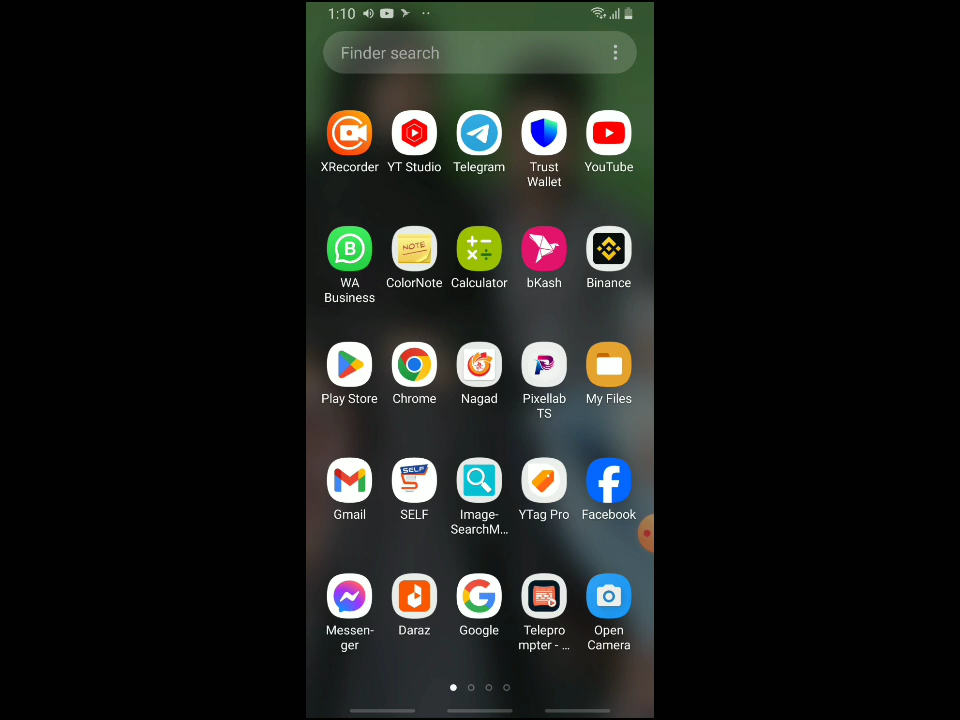 1:10
Finder search
XRecorder YT Studio Telegram Trust Wallet YouTube
NOTE
B
WA Business ColorNote Calculator bKash Binance
Play Store Chrome Nagad Pixellab TS My Files
SELF
Gmail SELF Image-SearchM... YTag Pro Facebook
Messen-ger Daraz Google Telepro mpter - ... Open Camera